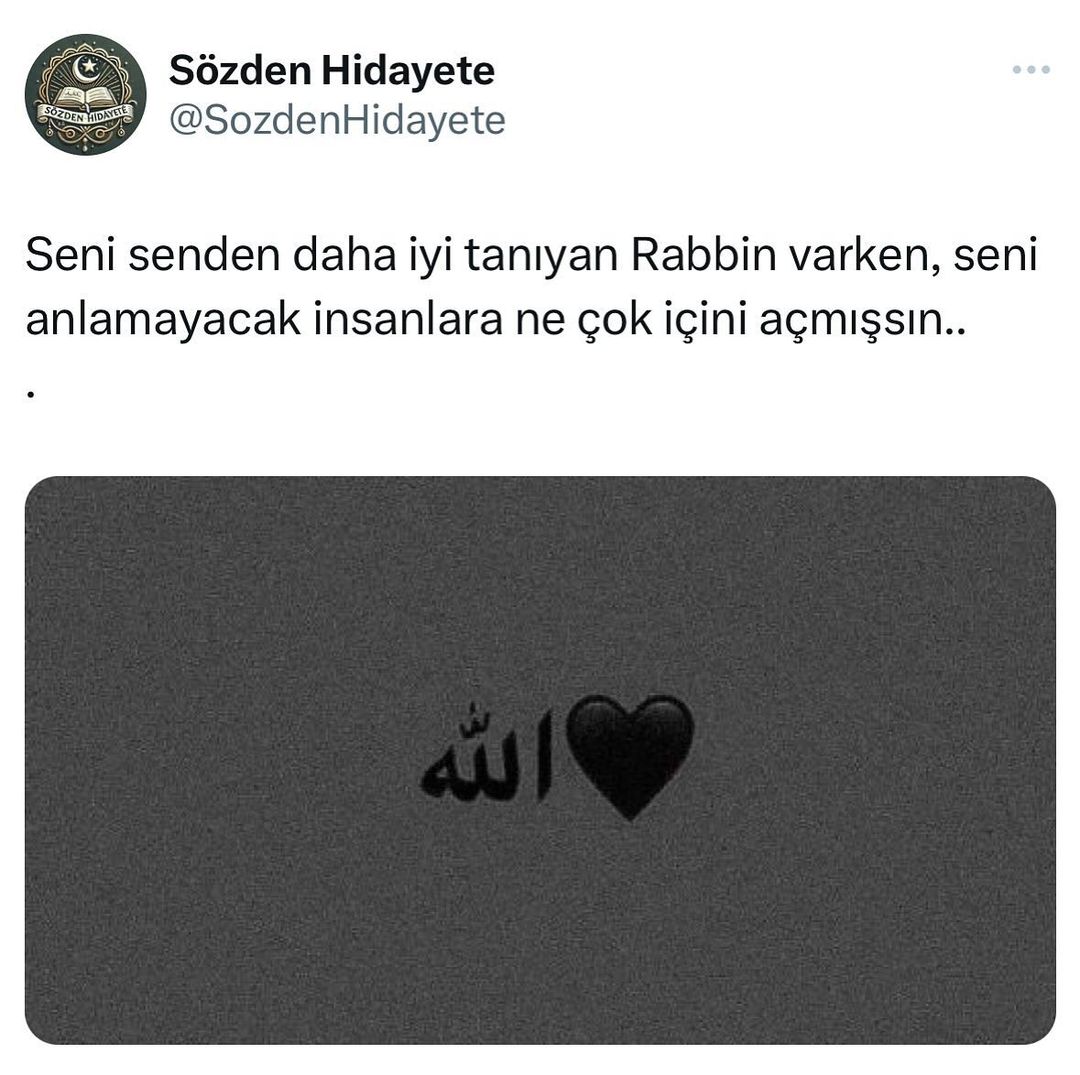 SÖZDEN HIDAYETE
Sözden Hidayete
@SozdenHidayete
Seni senden daha iyi tanıyan Rabbin varken, seni
anlamayacak insanlara ne çok içini açmışsın..
.
الله🖤